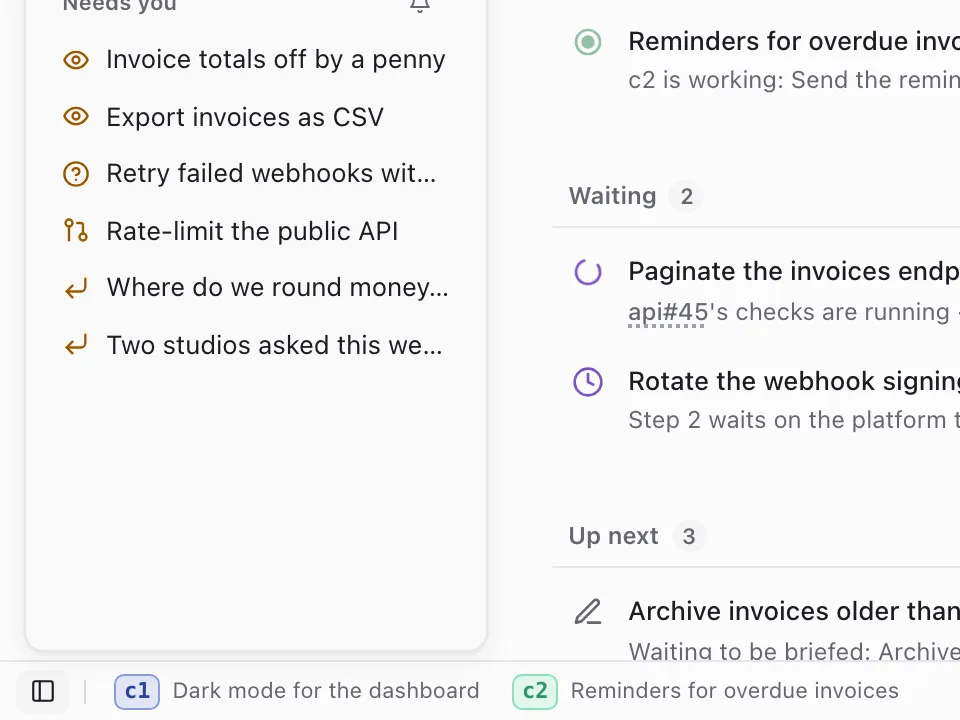 Needs you
Invoice totals off by a penny
Export invoices as CSV
Retry failed webhooks wit...
Rate-limit the public API
Where do we round money...
Two studios asked this we...
Reminders for overdue invo
c2 is working: Send the remin
Waiting 2
Paginate the invoices endp
api#45's checks are running
Rotate the webhook signing
Step 2 waits on the platform t
Up next 3
Archive invoices older than
Waiting to be briefed: Archive
c1 Dark mode for the dashboard c2 Reminders for overdue invoices